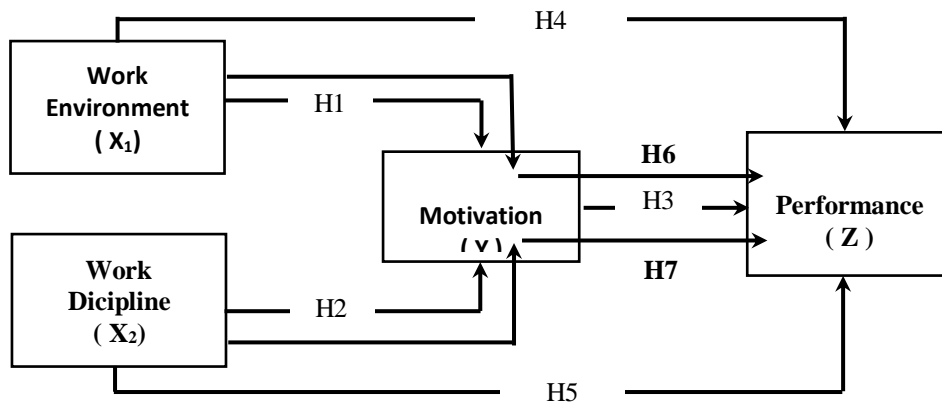 H4
Work
Environment
( X₁)
H1
H6
Motivation
H3
Performance
( Z )
Work
Dicipline
( X₂)
H2
H7
H5